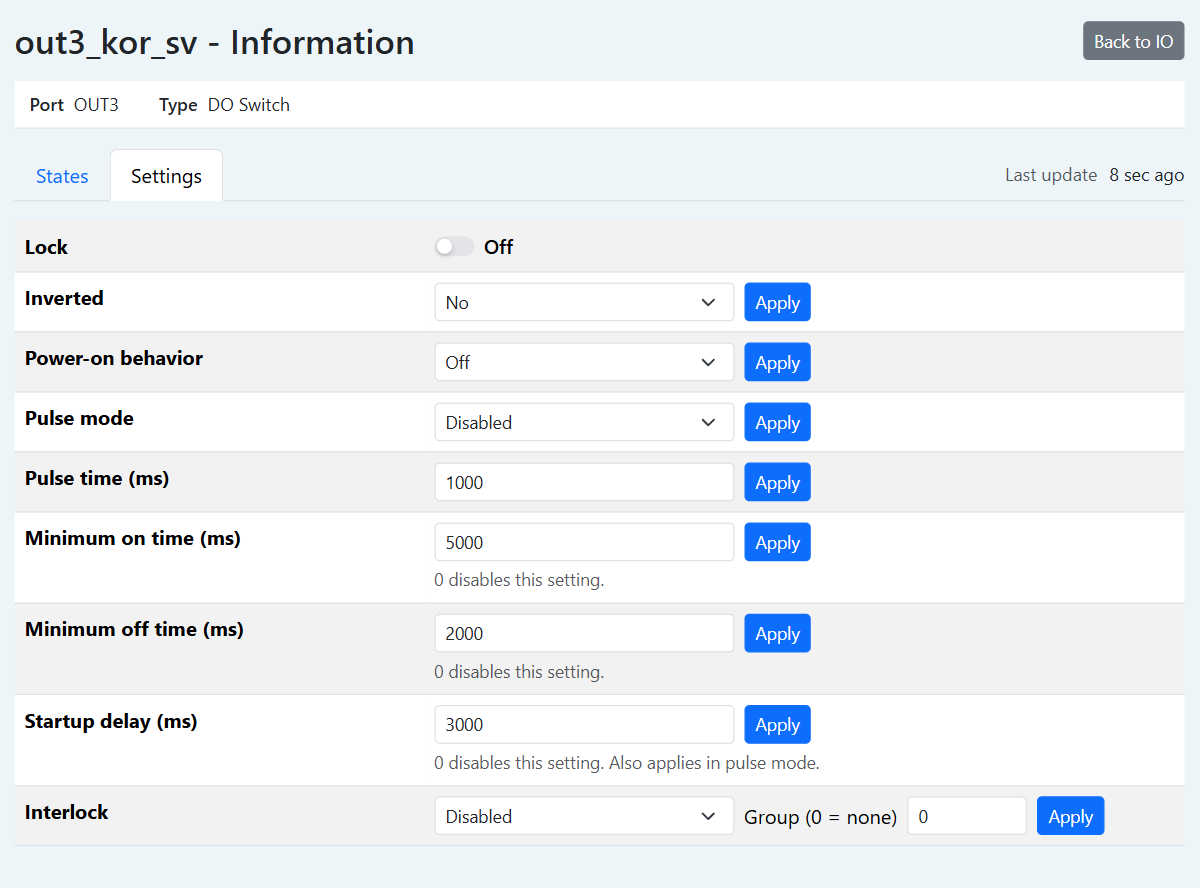 out3_kor_sv - Information
Back to IO
Port OUT3 Type DO Switch
States Settings Last update 8 sec ago
Lock Off
Inverted No Apply
Power-on behavior Off Apply
Pulse mode Disabled Apply
Pulse time (ms) 1000 Apply
Minimum on time (ms) 5000 Apply
0 disables this setting.
Minimum off time (ms) 2000 Apply
0 disables this setting.
Startup delay (ms) 3000 Apply
0 disables this setting. Also applies in pulse mode.
Interlock Disabled Group (0 = none) 0 Apply